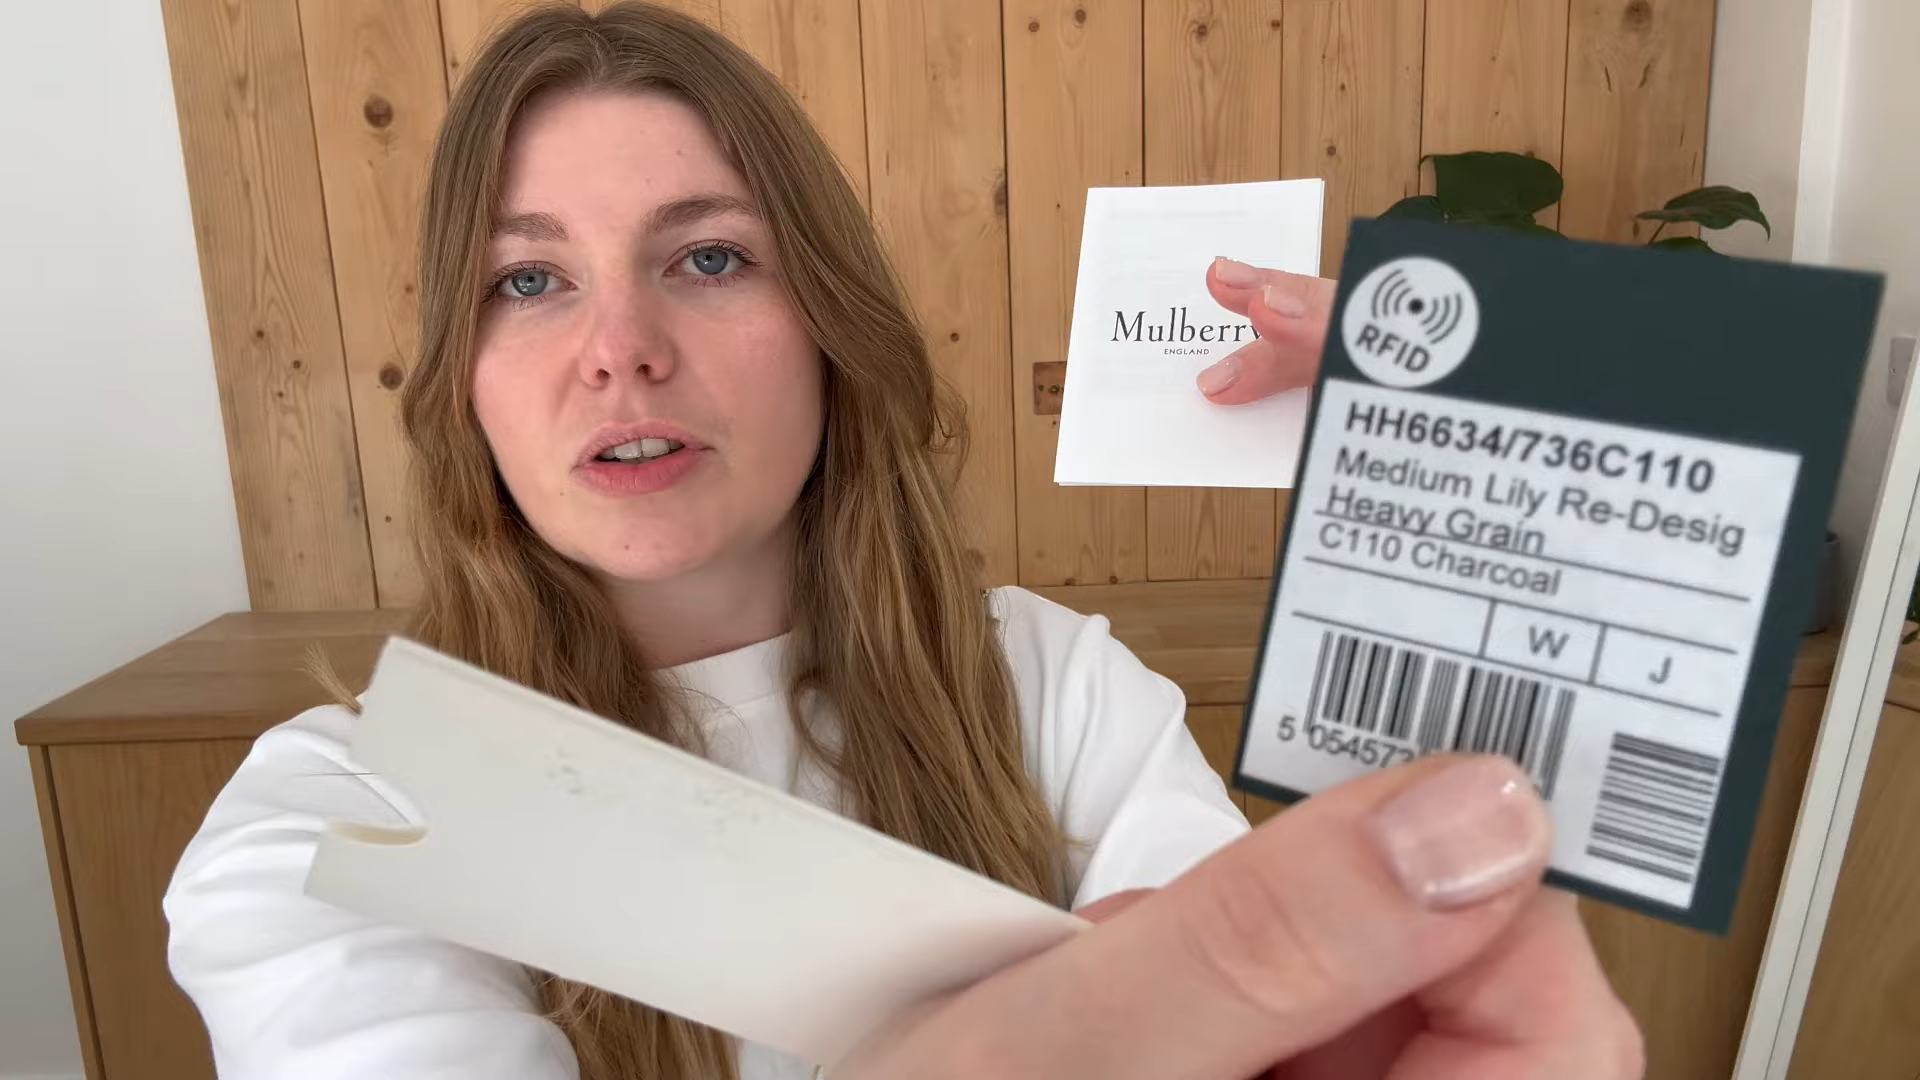 Mulberry
ENGLAND
RFID
HH6634/736C110
Medium Lily Re-Desig
Heavy Grain
C110 Charcoal
W
J
5 054573